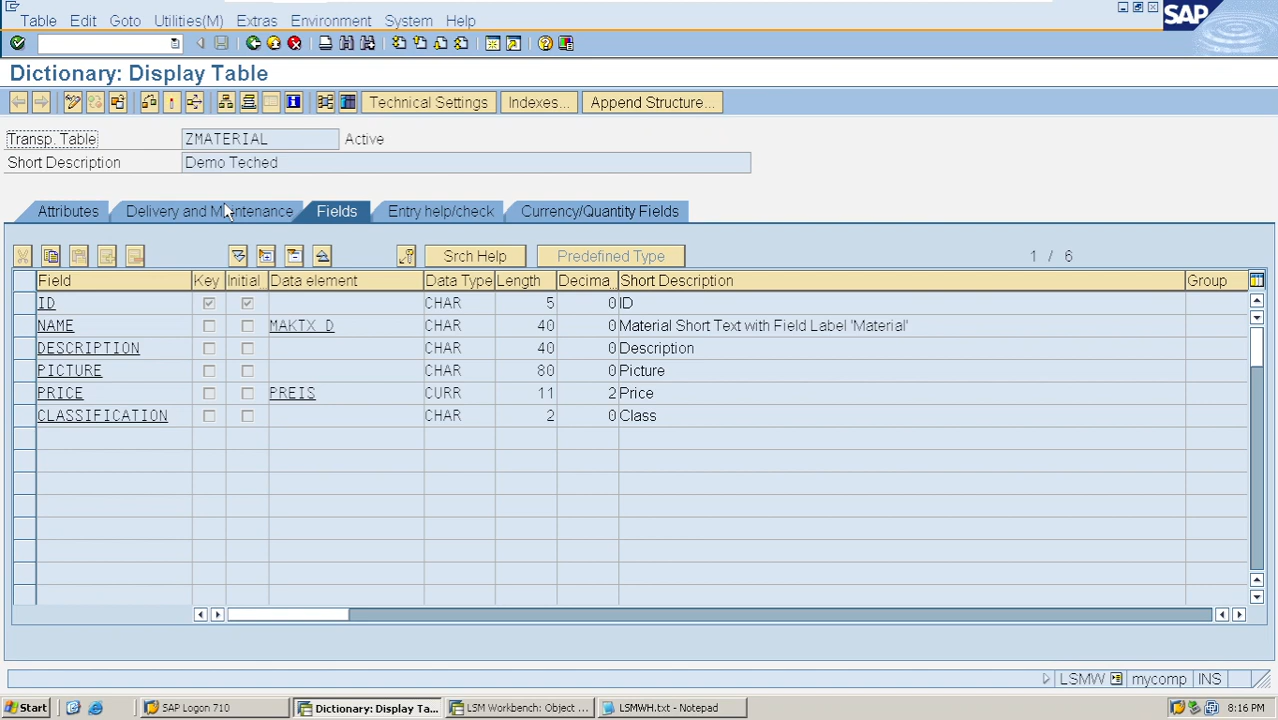 Table Edit Goto Utilities(M) Extras Environment System Help
SAP
Dictionary: Display Table
Technical Settings Indexes... Append Structure...
Transp. Table ZMATERIAL Active
Short Description Demo Teched
Attributes Delivery and Maintenance Fields Entry help/check Currency/Quantity Fields
Srch Help Predefined Type 1 / 6
Field Key Initial Data element Data Type Length Decima Short Description Group
ID CHAR 5 0 ID
NAME MAKTX_D CHAR 40 0 Material Short Text with Field Label 'Material'
DESCRIPTION CHAR 40 0 Description
PICTURE CHAR 80 0 Picture
PRICE PREIS CURR 11 2 Price
CLASSIFICATION CHAR 2 0 Class
LSMW mycomp INS
Start SAP Logon 710 Dictionary: Display Ta... LSM Workbench: Object ... LSMWH.txt - Notepad 8:16 PM